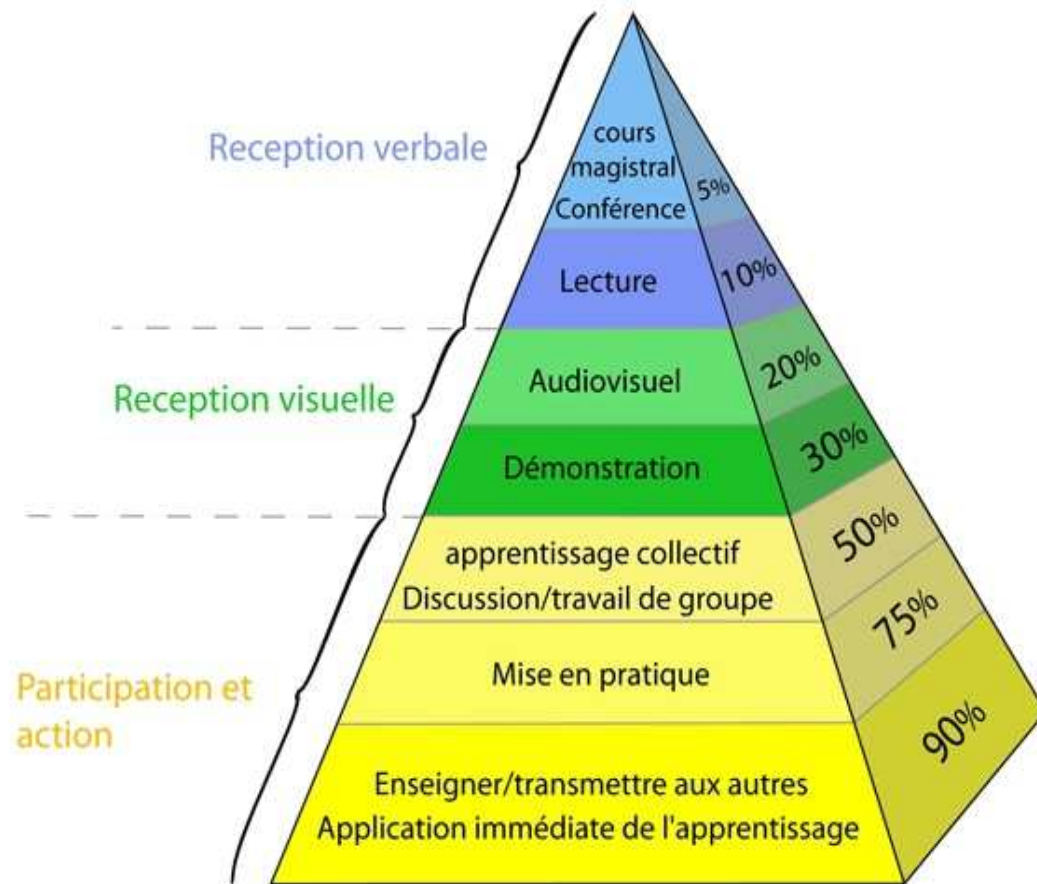 Reception verbale
cours
magistral
Conférence
5%
Lecture
10%
Reception visuelle
Audiovisuel
20%
Démonstration
30%
Participation et
action
apprentissage collectif
Discussion/travail de groupe
50%
Mise en pratique
75%
Enseigner/transmettre aux autres
Application immédiate de l'apprentissage
90%